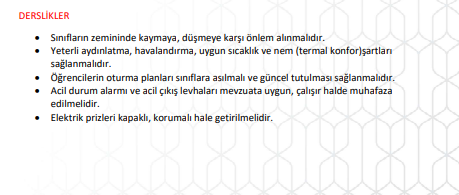 DERSLİKLER
• Sınıfların zemininde kaymaya, düşmeye karşı önlem alınmalıdır.
• Yeterli aydınlatma, havalandırma, uygun sıcaklık ve nem (termal konfor)şartları
sağlanmalıdır.
• Öğrencilerin oturma planları sınıflara asılmalı ve güncel tutulması sağlanmalıdır.
• Acil durum alarmı ve acil çıkış levhaları mevzuata uygun, çalışır halde muhafaza
edilmelidir.
• Elektrik prizleri kapaklı, korumalı hale getirilmelidir.